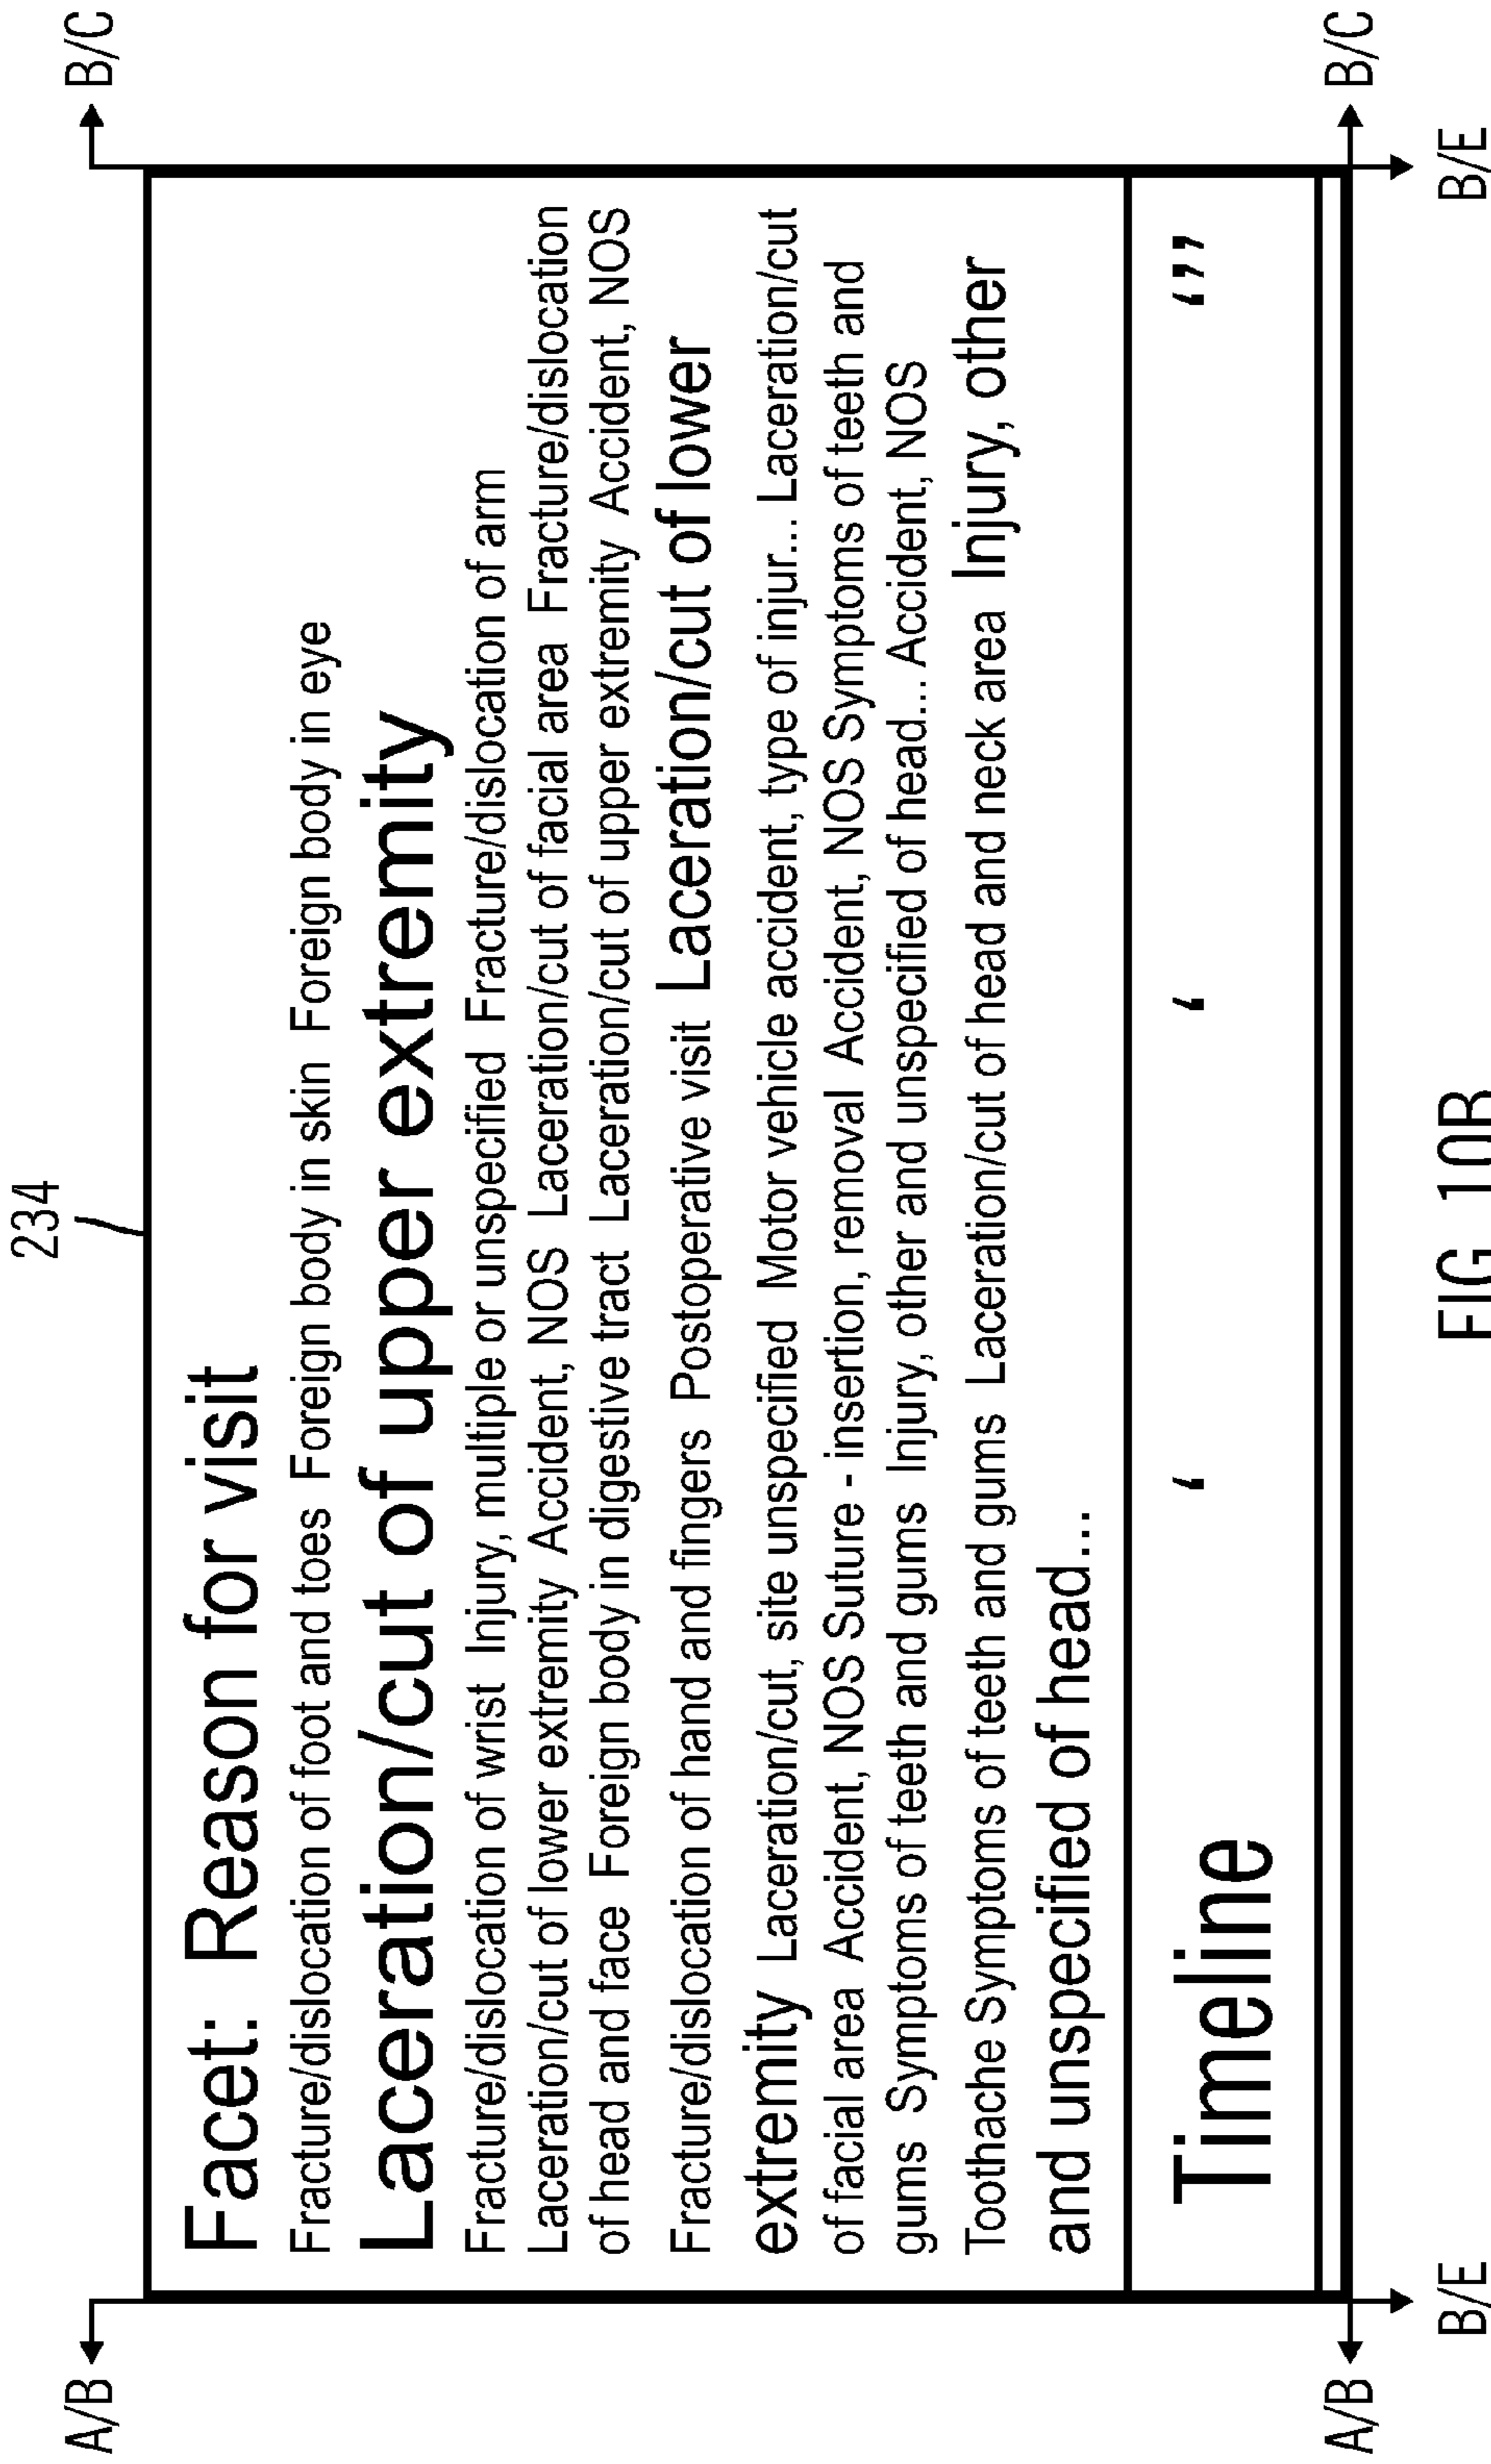 234
A/B
B/C
Facet: Reason for visit
Fracture/dislocation of foot and toes Foreign body in skin Foreign body in eye
Laceration/cut of upper extremity
Fracture/dislocation of wrist Injury, multiple or unspecified Fracture/dislocation of arm
Laceration/cut of lower extremity Accident, NOS Laceration/cut of facial area Fracture/dislocation
of head and face Foreign body in digestive tract Laceration/cut of upper extremity Accident, NOS
Fracture/dislocation of hand and fingers Postoperative visit Laceration/cut of lower
extremity Laceration/cut, site unspecified Motor vehicle accident, type of injur... Laceration/cut
of facial area Accident, NOS Suture - insertion, removal Accident, NOS Symptoms of teeth and
gums Symptoms of teeth and gums Injury, other and unspecified of head... Accident, NOS
Toothache Symptoms of teeth and gums Laceration/cut of head and neck area Injury, other
and unspecified of head...
Timeline ‘ ‘ ‘’’
A/B
B/C
B/E
B/E
FIG 10B